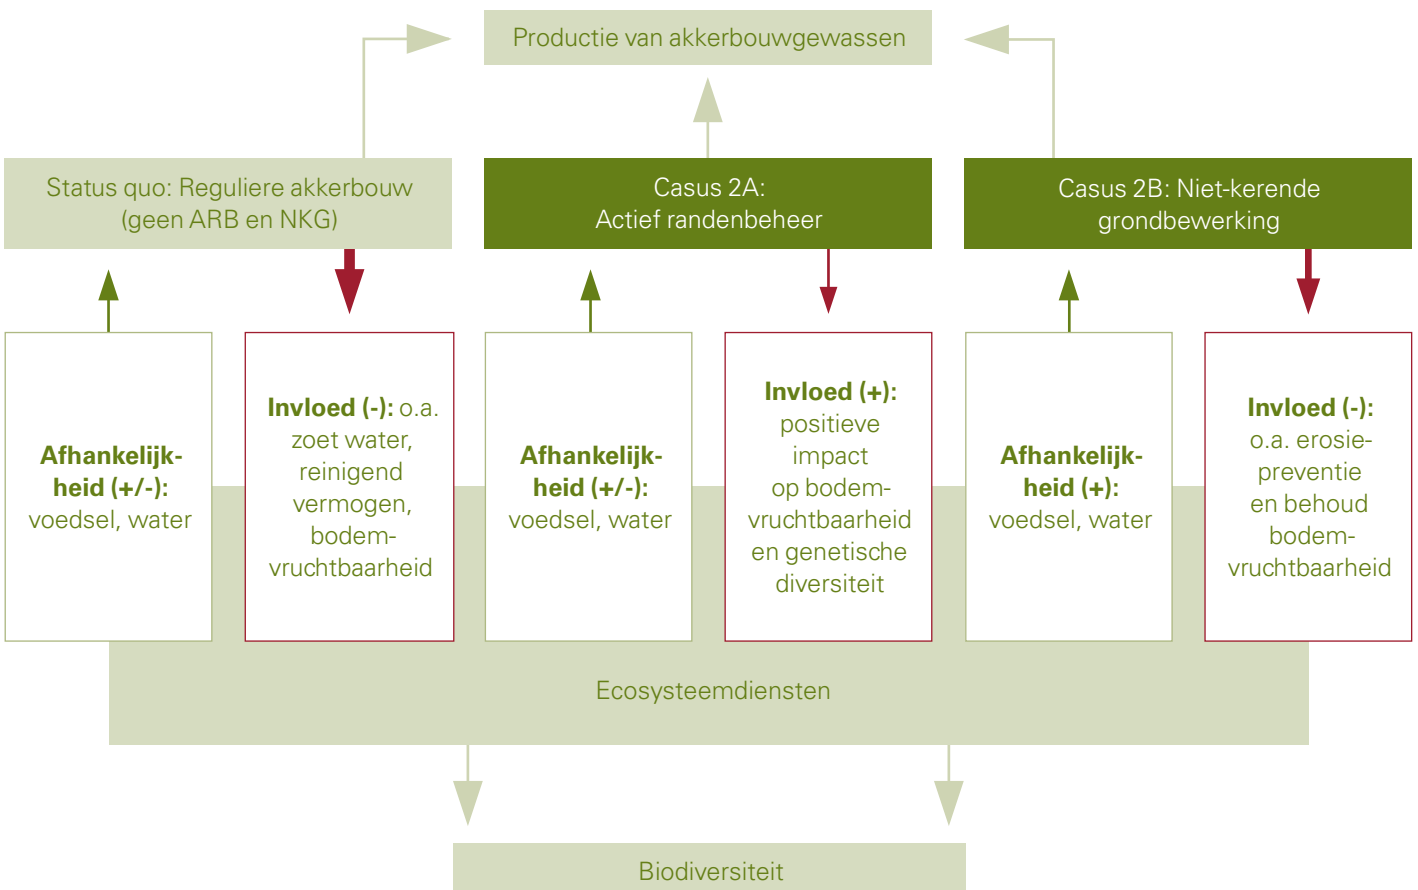 Productie van akkerbouwgewassen
Status quo: Reguliere akkerbouw
(geen ARB en NKG)
Casus 2A:
Actief randenbeheer
Casus 2B: Niet-kerende
grondbewerking
Afhankelijk-
heid (+/-):
voedsel, water
Invloed (-): o.a.
zoet water,
reinigend
vermogen,
bodem-
vruchtbaarheid
Afhankelijk-
heid (+/-):
voedsel, water
Invloed (+):
positieve
impact
op bodem-
vruchtbaarheid
en genetische
diversiteit
Afhankelijk-
heid (+):
voedsel, water
Invloed (-):
o.a. erosie-
preventie
en behoud
bodem-
vruchtbaarheid
Ecosysteemdiensten
Biodiversiteit